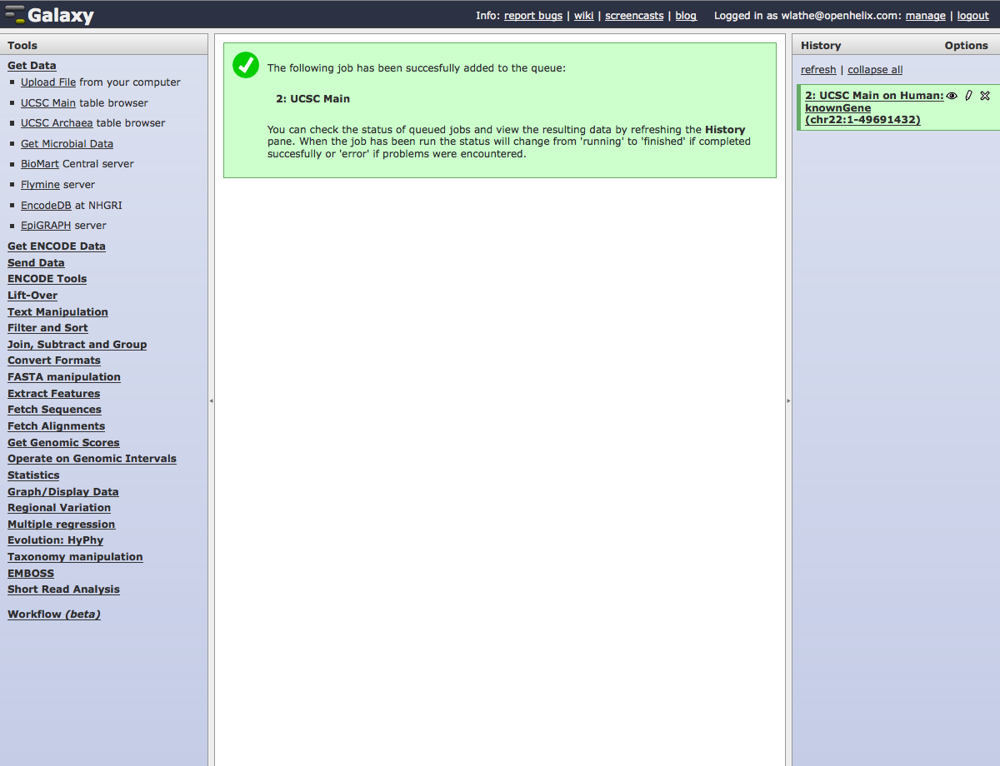 Galaxy
Info: report bugs | wiki | screencasts | blog
Logged in as wlathe@openhelix.com: manage | logout
Tools
Get Data
Upload File from your computer
UCSC Main table browser
UCSC Archaea table browser
Get Microbial Data
BioMart Central server
Flymine server
EncodeDB at NHGRI
EpiGRAPH server
Get ENCODE Data
Send Data
ENCODE Tools
Lift-Over
Text Manipulation
Filter and Sort
Join, Subtract and Group
Convert Formats
FASTA manipulation
Extract Features
Fetch Sequences
Fetch Alignments
Get Genomic Scores
Operate on Genomic Intervals
Statistics
Graph/Display Data
Regional Variation
Multiple regression
Evolution: HyPhy
Taxonomy manipulation
EMBOSS
Short Read Analysis
Workflow (beta)
The following job has been succesfully added to the queue:
2: UCSC Main
You can check the status of queued jobs and view the resulting data by refreshing the History
pane. When the job has been run the status will change from 'running' to 'finished' if completed
succesfully or 'error' if problems were encountered.
History
Options
refresh | collapse all
2: UCSC Main on Human:
knownGene
(chr22:1-49691432)